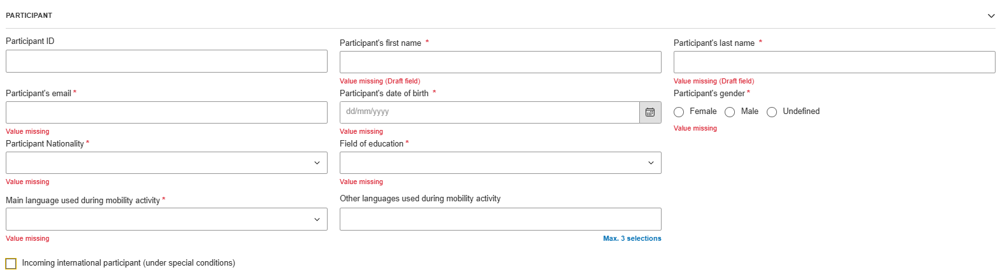 PARTICIPANT
Participant ID
Participant's first name *
Participant's last name *
Value missing (Draft field)
Value missing (Draft field)
Participant's email *
Participant's date of birth *
Participant's gender *
dd/mm/yyyy
Female
Male
Undefined
Value missing
Value missing
Value missing
Participant Nationality *
Field of education *
Value missing
Value missing
Main language used during mobility activity *
Other languages used during mobility activity
Value missing
Max. 3 selections
Incoming international participant (under special conditions)